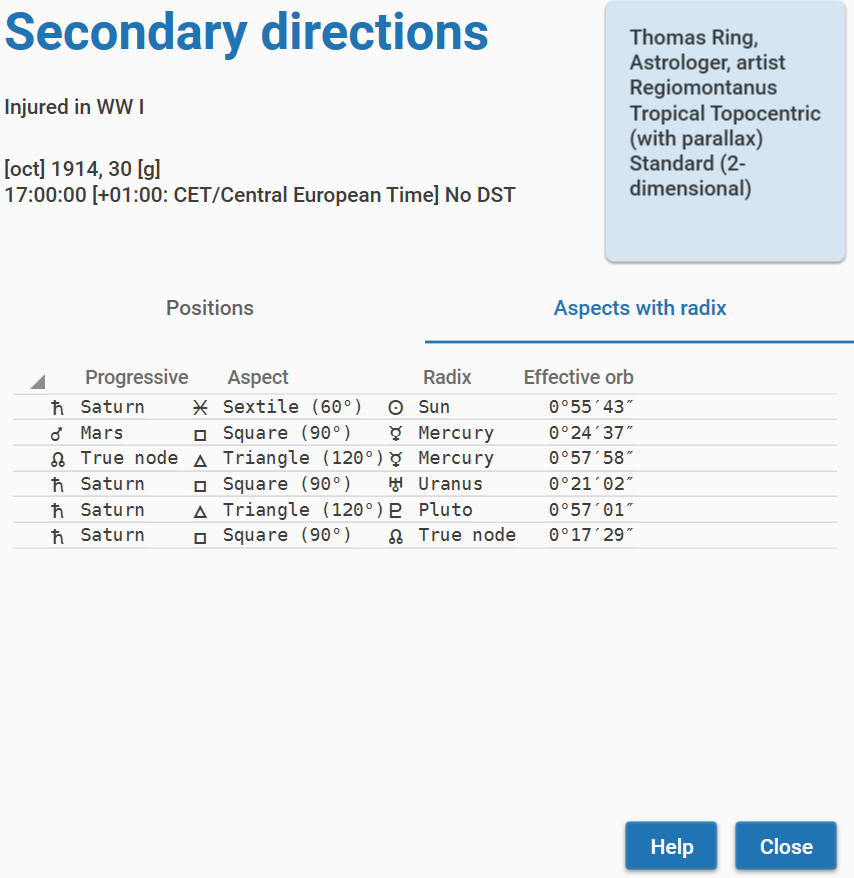 Secondary directions
Thomas Ring,
Astrologer, artist
Regiomontanus
Tropical Topocentric
(with parallax)
Standard (2-
dimensional)
Injured in WW I
[oct] 1914, 30 [g]
17:00:00 [+01:00: CET/Central European Time] No DST
Positions Aspects with radix
Progressive Aspect Radix Effective orb
♄ Saturn ⚹ Sextile (60°) ☉ Sun 0°55′43″
♂ Mars □ Square (90°) ☿ Mercury 0°24′37″
☊ True node △ Triangle (120°) ☿ Mercury 0°57′58″
♄ Saturn □ Square (90°) ♅ Uranus 0°21′02″
♄ Saturn △ Triangle (120°) ♇ Pluto 0°57′01″
♄ Saturn □ Square (90°) ☊ True node 0°17′29″
Help Close